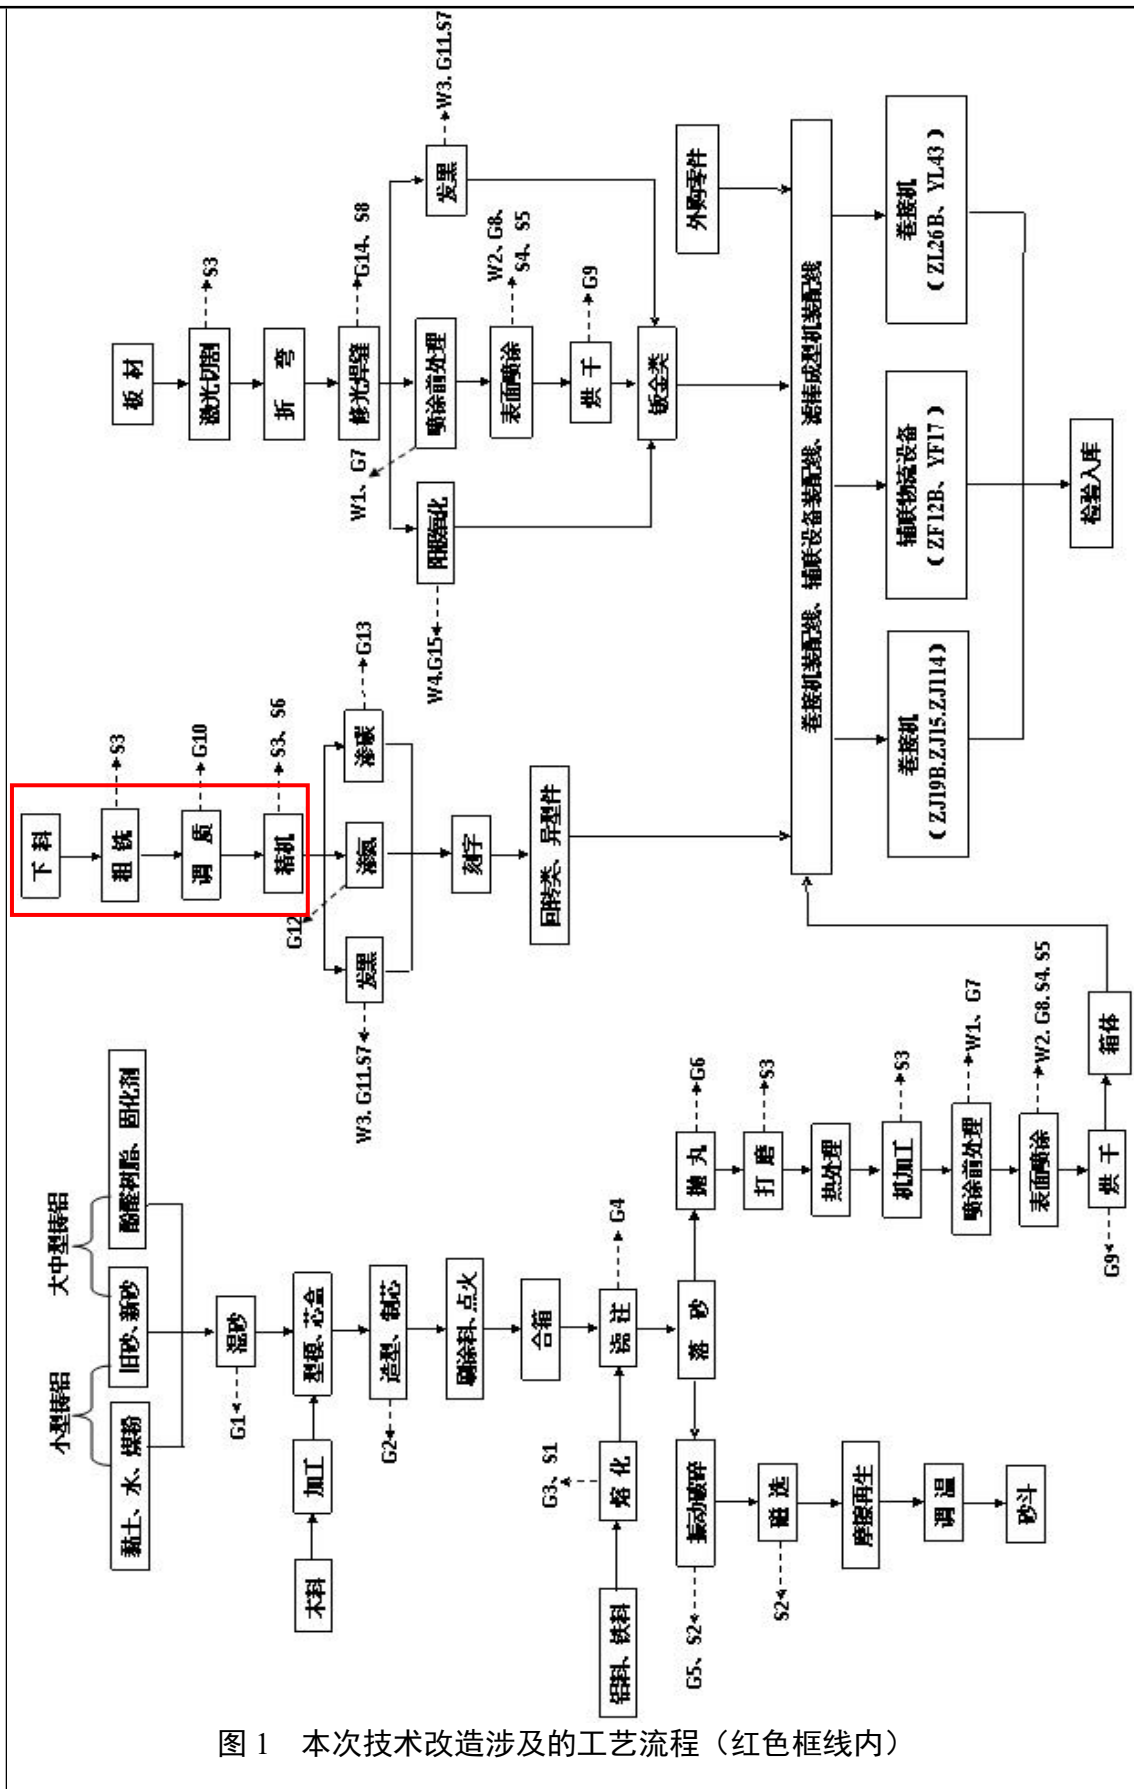 大中型铸铝
小型铸铝
酚醛树脂、固化剂
旧砂、新砂
黏土、水、煤粉
混砂
G1
木料
加工
型模、芯盒
造型、制芯
G2
刷涂料、点火
合箱
铝料、铁料
熔化
G3、S1
浇注
G4
落砂
振动破碎
G5、S2
磁选
S2
摩擦再生
调温
砂斗
抛丸
G6
打磨
S3
热处理
机加工
S3
喷涂前处理
W1、G7
表面喷涂
W2. G8. S4. S5
烘干
G9
箱体
下料
粗铣
S3
调质
G10
精机
S3、S6
渗碳
G13
渗氮
G12
发黑
W3. G11.S7
刻字
回转类、异型件
板材
激光切割
S3
折弯
修光焊缝
G14、S8
发黑
W3. G11.S7
喷涂前处理
W1、G7
表面喷涂
W2、G8、
S4、S5
烘干
G9
阳极氧化
W4.G15
钣金类
外购零件
卷接机装配线、辅联设备装配线、滤棒成型机装配线
卷接机
（ZJ19B.ZJ15.ZJ114）
辅联物流设备
（ZF12B、YF17）
卷接机
（ZL26B、YL43）
检验入库
图 1　本次技术改造涉及的工艺流程（红色框线内）